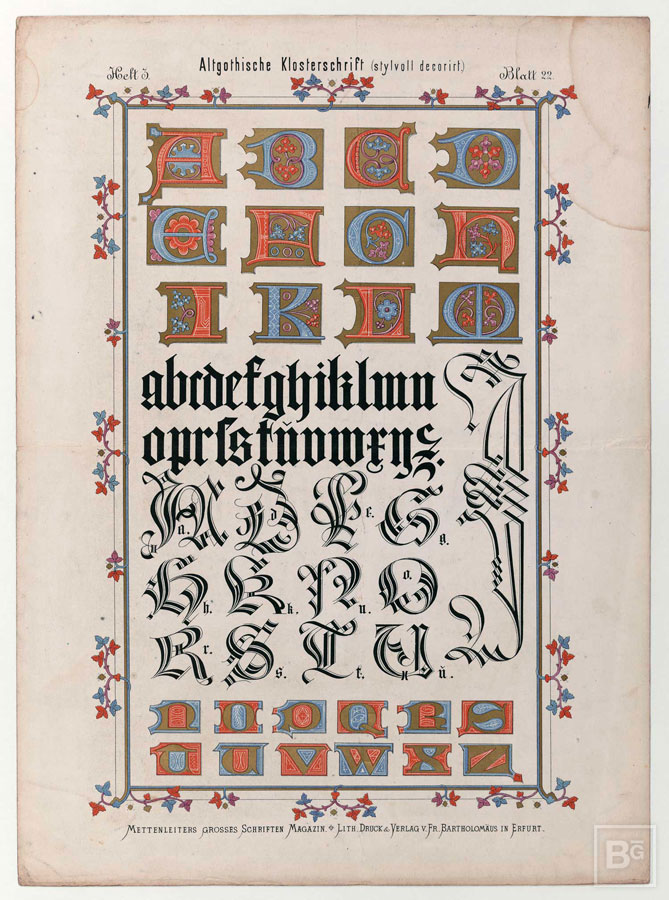 Altgothische Klosterschrift (stylvoll decorirt.)
Heft 3. Blatt 22.
A B C D
E F G H
I K L M
abcdefghiklmn
opqrſstuüvwxyz.
A a. D d. E e. G g.
H h. K k. N n. O o.
R r. S s. T t. U ü.
N O O Q R S
T U V W X Z
METTENLEITERS GROSSES SCHRIFTEN MAGAZIN. LITH. DRUCK & VERLAG V. FR. BARTHOLOMÄUS IN ERFURT.
BG